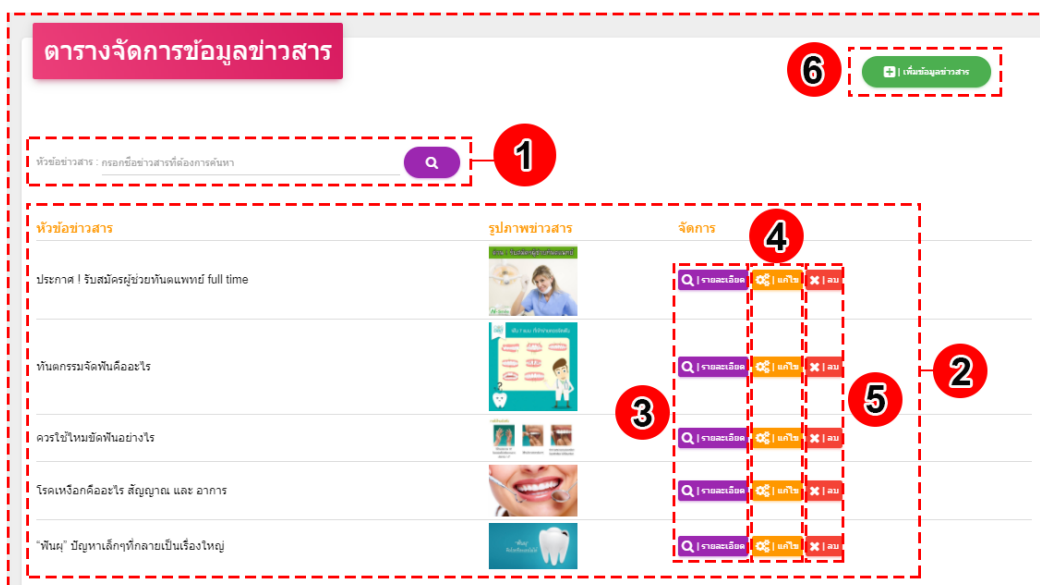 ตารางจัดการข้อมูลข่าวสาร
6
| เพิ่มข้อมูลข่าวสาร
หัวข้อข่าวสาร : กรอกชื่อข่าวสารที่ต้องการค้นหา
1
หัวข้อข่าวสาร รูปภาพข่าวสาร จัดการ
4
ประกาศ ! รับสมัครผู้ช่วยทันตแพทย์ full time
| รายละเอียด | แก้ไข | ลบ
ทันตกรรมจัดฟันคืออะไร
| รายละเอียด | แก้ไข | ลบ
2
3
5
ควรใช้ไหมขัดฟันอย่างไร
| รายละเอียด | แก้ไข | ลบ
โรคเหงือกคืออะไร สัญญาณ และ อาการ
| รายละเอียด | แก้ไข | ลบ
"ฟันผุ" ปัญหาเล็กๆที่กลายเป็นเรื่องใหญ่
| รายละเอียด | แก้ไข | ลบ